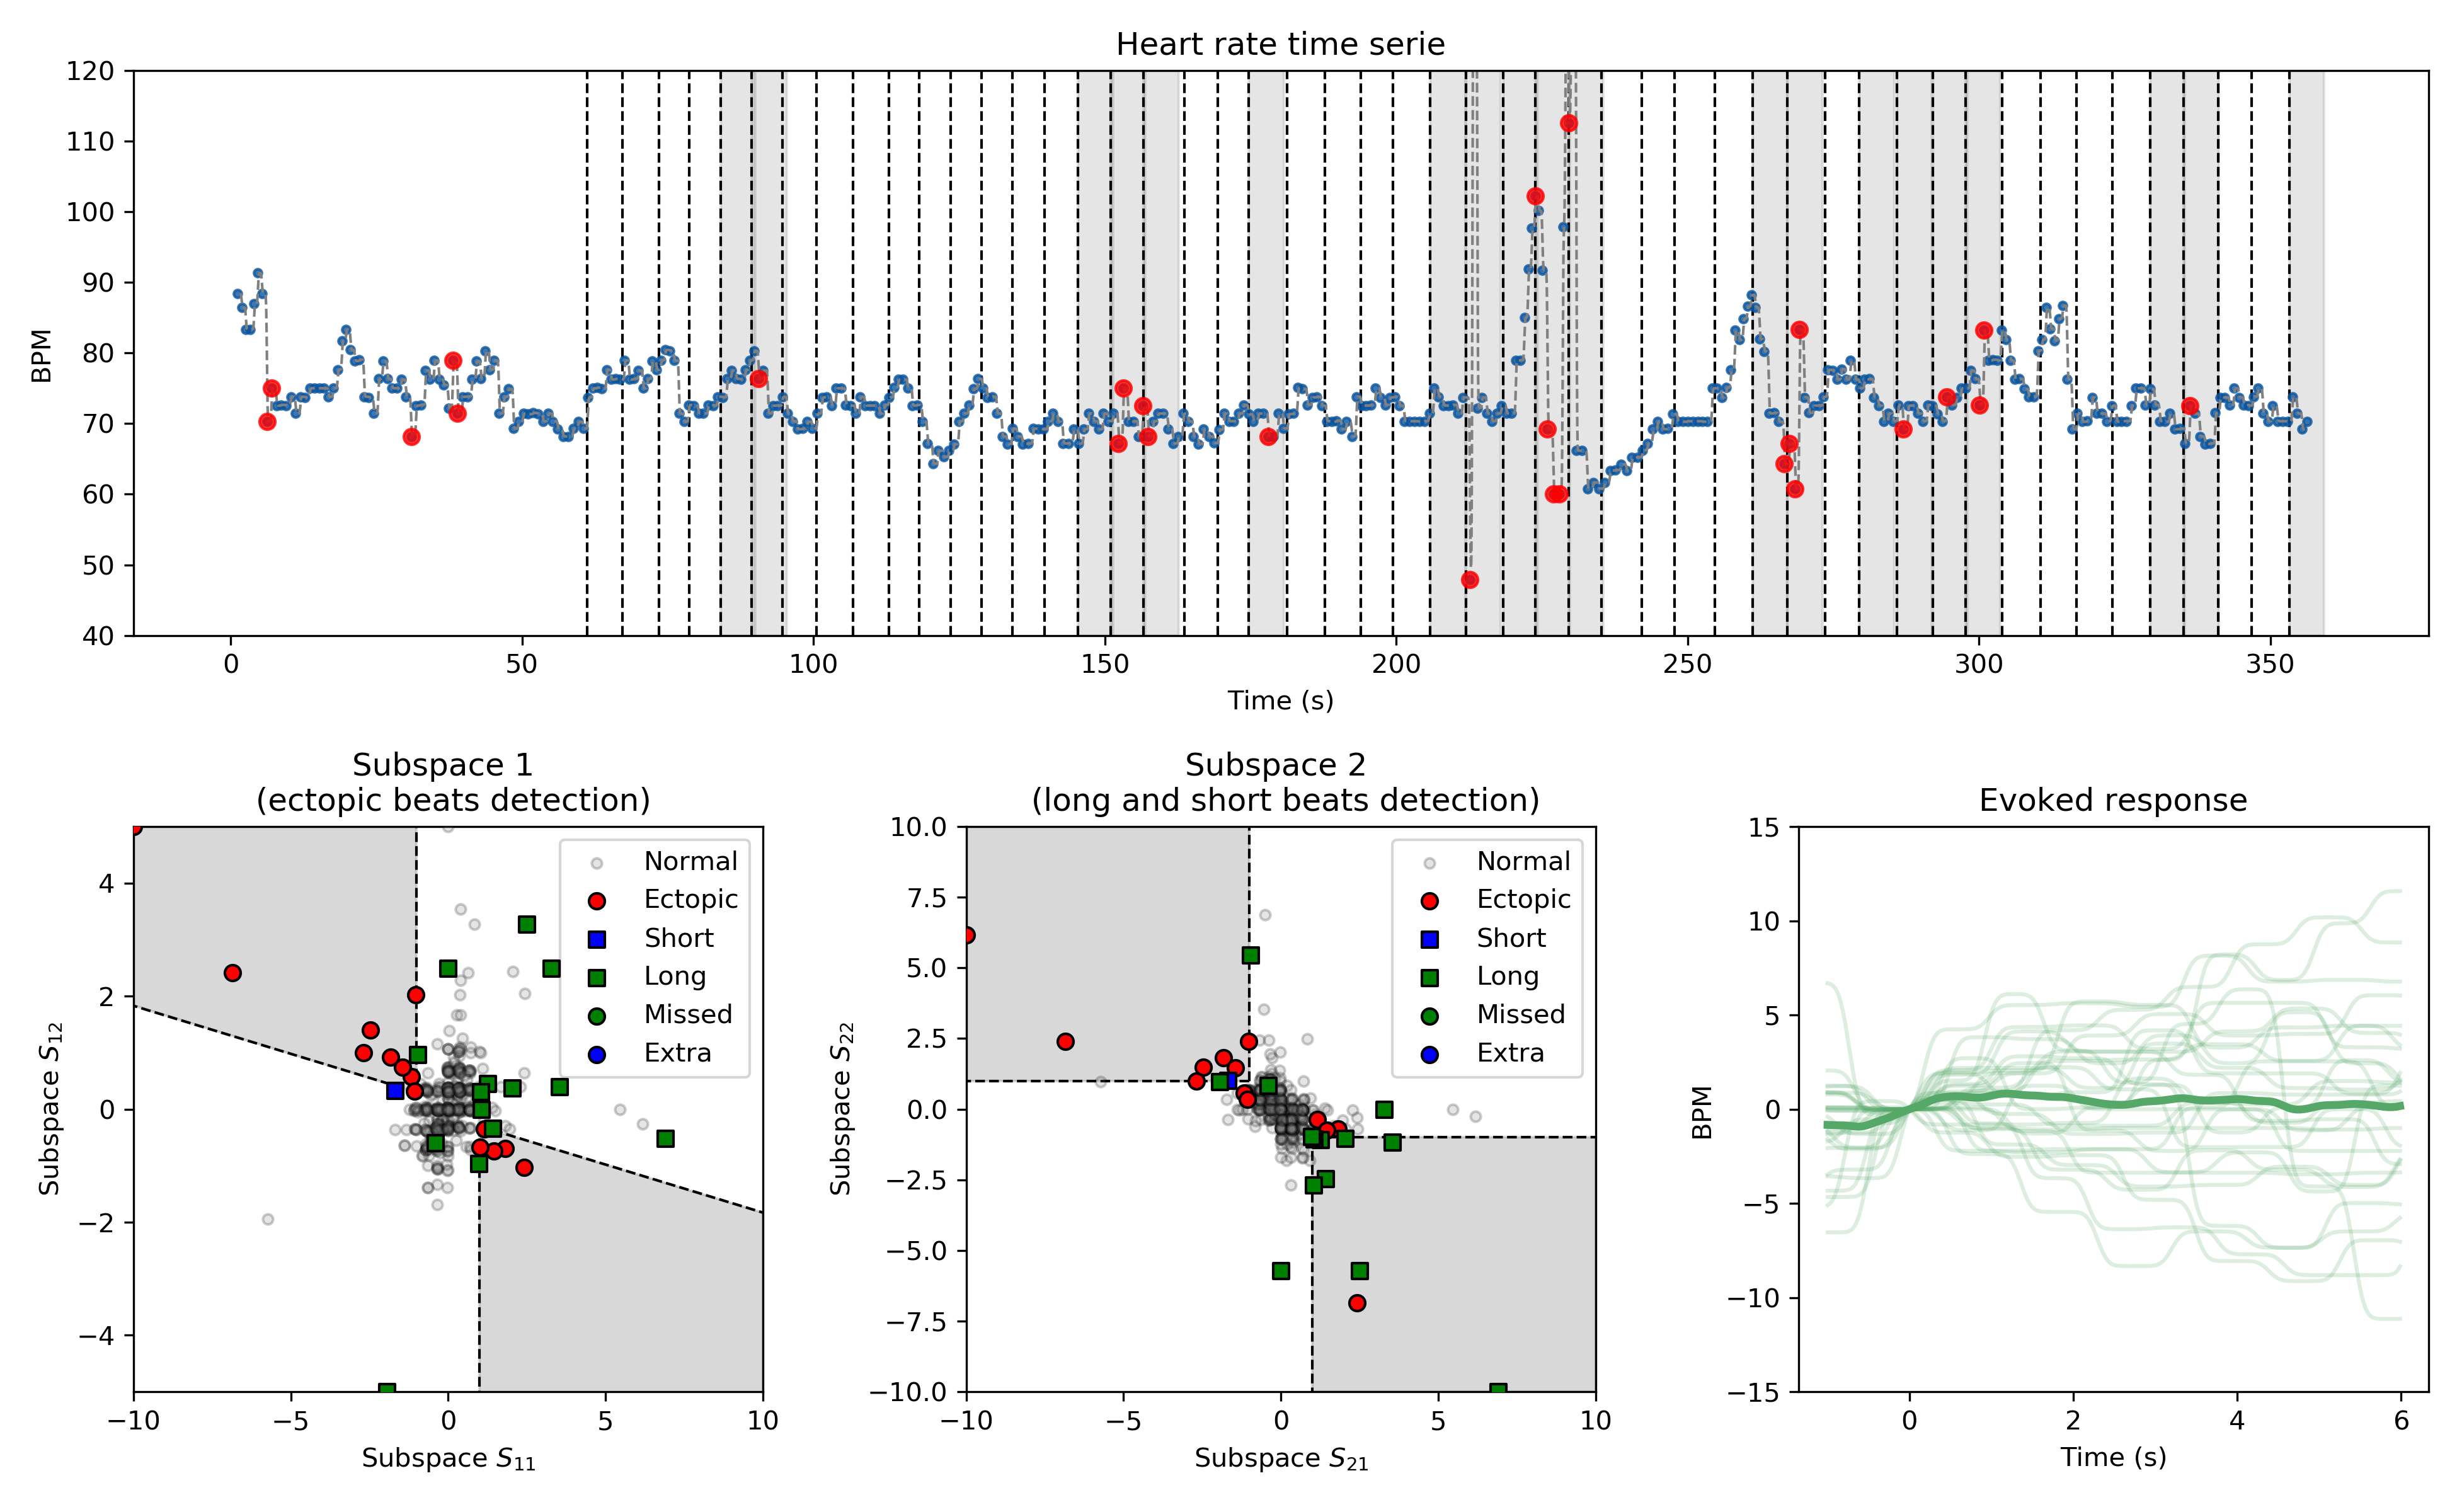 Heart rate time serie
120
110
100
90
80
70
60
50
40
BPM
0 50 100 150 200 250 300 350
Time (s)
Subspace 1
(ectopic beats detection)
4
2
0
−2
−4
Subspace S₁₂
Normal
Ectopic
Short
Long
Missed
Extra
−10 −5 0 5 10
Subspace S₁₁
Subspace 2
(long and short beats detection)
10.0
7.5
5.0
2.5
0.0
−2.5
−5.0
−7.5
−10.0
Subspace S₂₂
Normal
Ectopic
Short
Long
Missed
Extra
−10 −5 0 5 10
Subspace S₂₁
Evoked response
15
10
5
0
−5
−10
−15
BPM
0 2 4 6
Time (s)